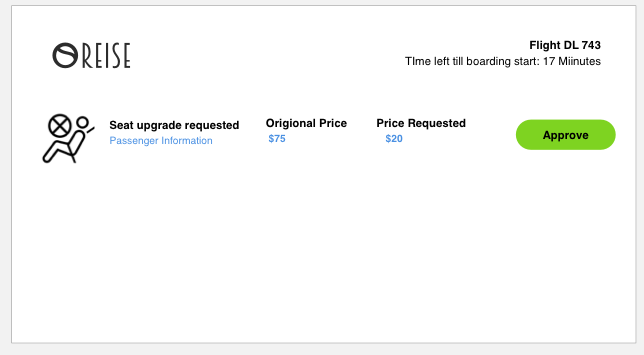 REISE
Flight DL 743
TIme left till boarding start: 17 Miinutes
Seat upgrade requested
Origional Price
Price Requested
Passenger Information
$75
$20
Approve